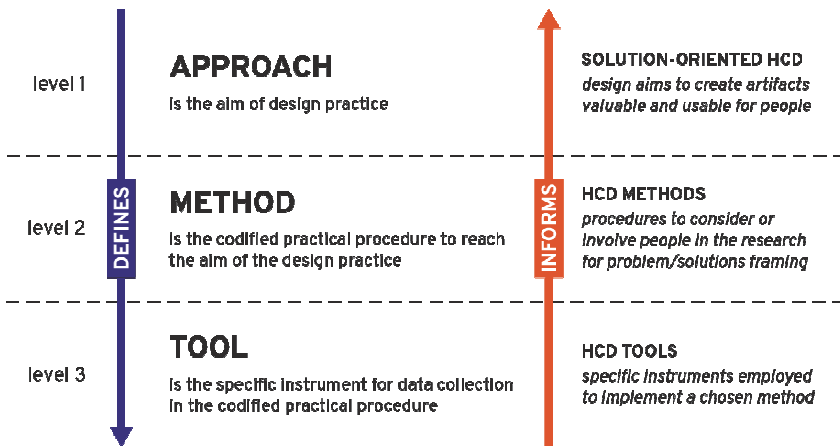 level 1
APPROACH
is the aim of design practice
SOLUTION-ORIENTED HCD
design aims to create artifacts
valuable and usable for people
DEFINES
INFORMS
level 2
METHOD
is the codified practical procedure to reach
the aim of the design practice
HCD METHODS
procedures to consider or
involve people in the research
for problem/solutions framing
level 3
TOOL
is the specific instrument for data collection
in the codified practical procedure
HCD TOOLS
specific instruments employed
to implement a chosen method